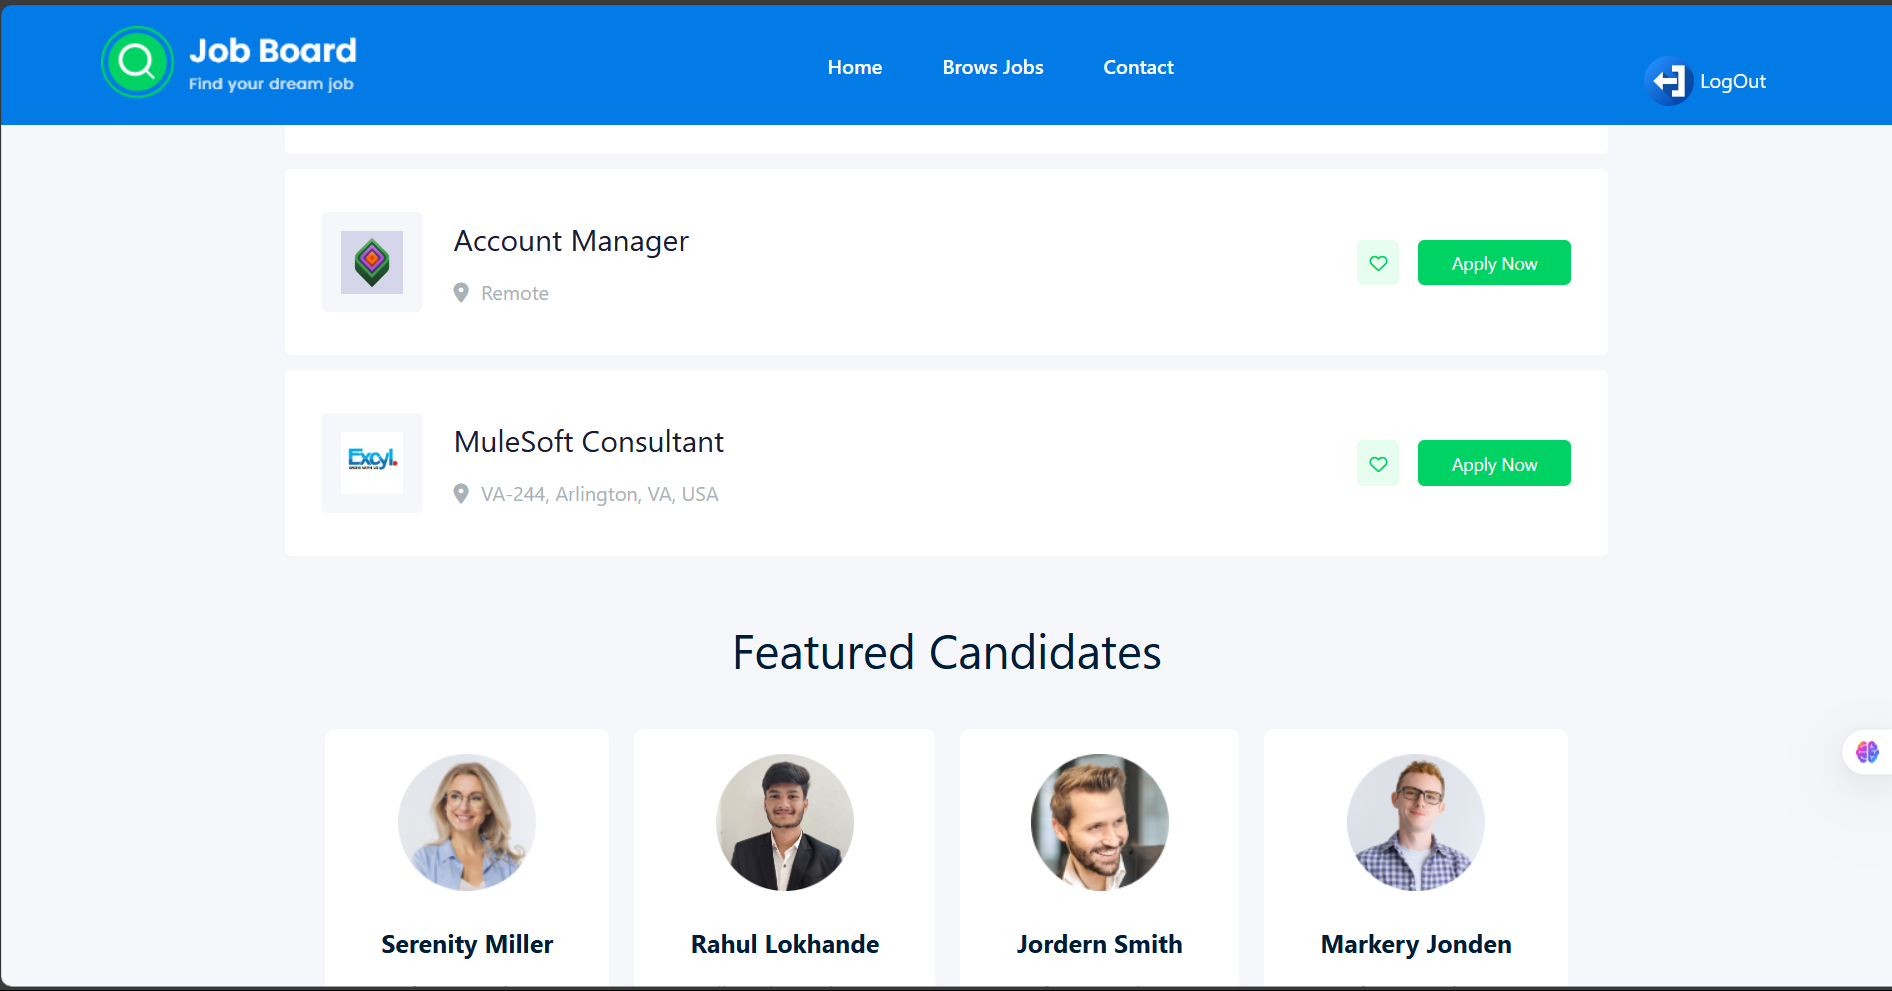 Job Board
Find your dream job
Home
Brows Jobs
Contact
LogOut
Account Manager
Remote
Apply Now
Excyl.
MuleSoft Consultant
VA-244, Arlington, VA, USA
Apply Now
Featured Candidates
Serenity Miller
Rahul Lokhande
Jordern Smith
Markery Jonden